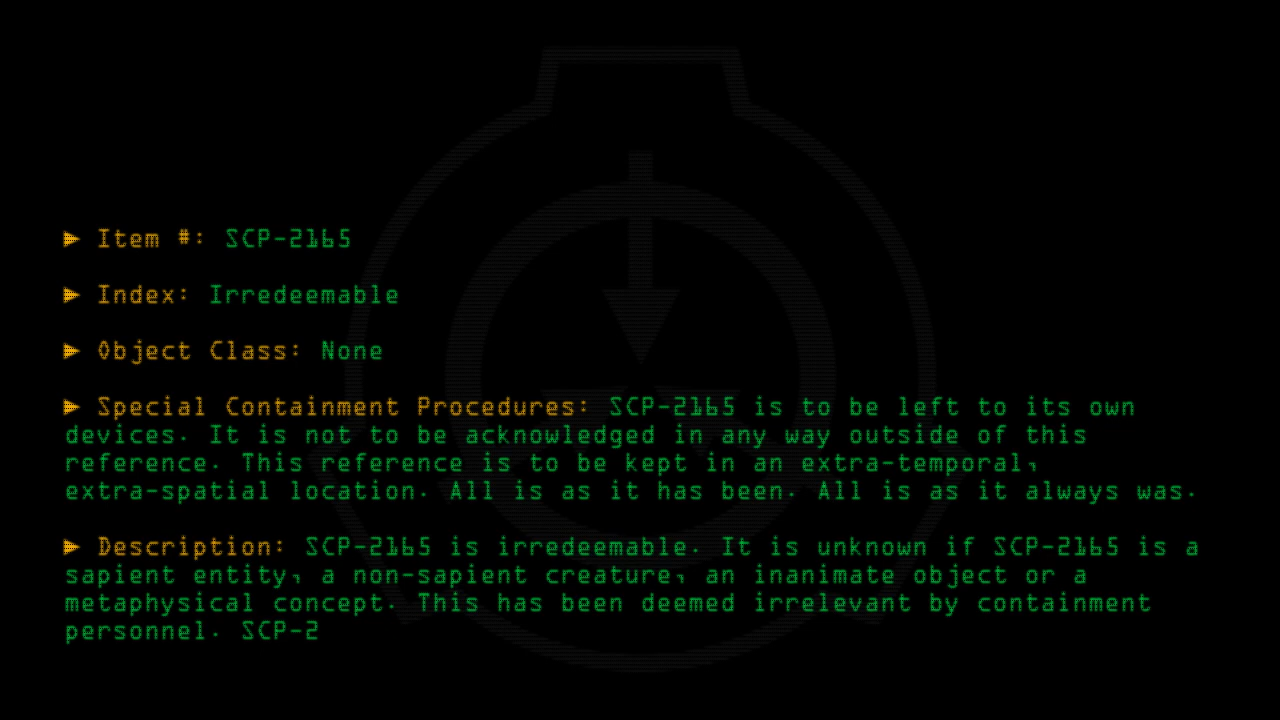 ► Item #: SCP-2165
► Index: Irredeemable
► Object Class: None
► Special Containment Procedures: SCP-2165 is to be left to its own
devices. It is not to be acknowledged in any way outside of this
reference. This reference is to be kept in an extra-temporal,
extra-spatial location. All is as it has been. All is as it always was.
► Description: SCP-2165 is irredeemable. It is unknown if SCP-2165 is a
sapient entity, a non-sapient creature, an inanimate object or a
metaphysical concept. This has been deemed irrelevant by containment
personnel. SCP-2